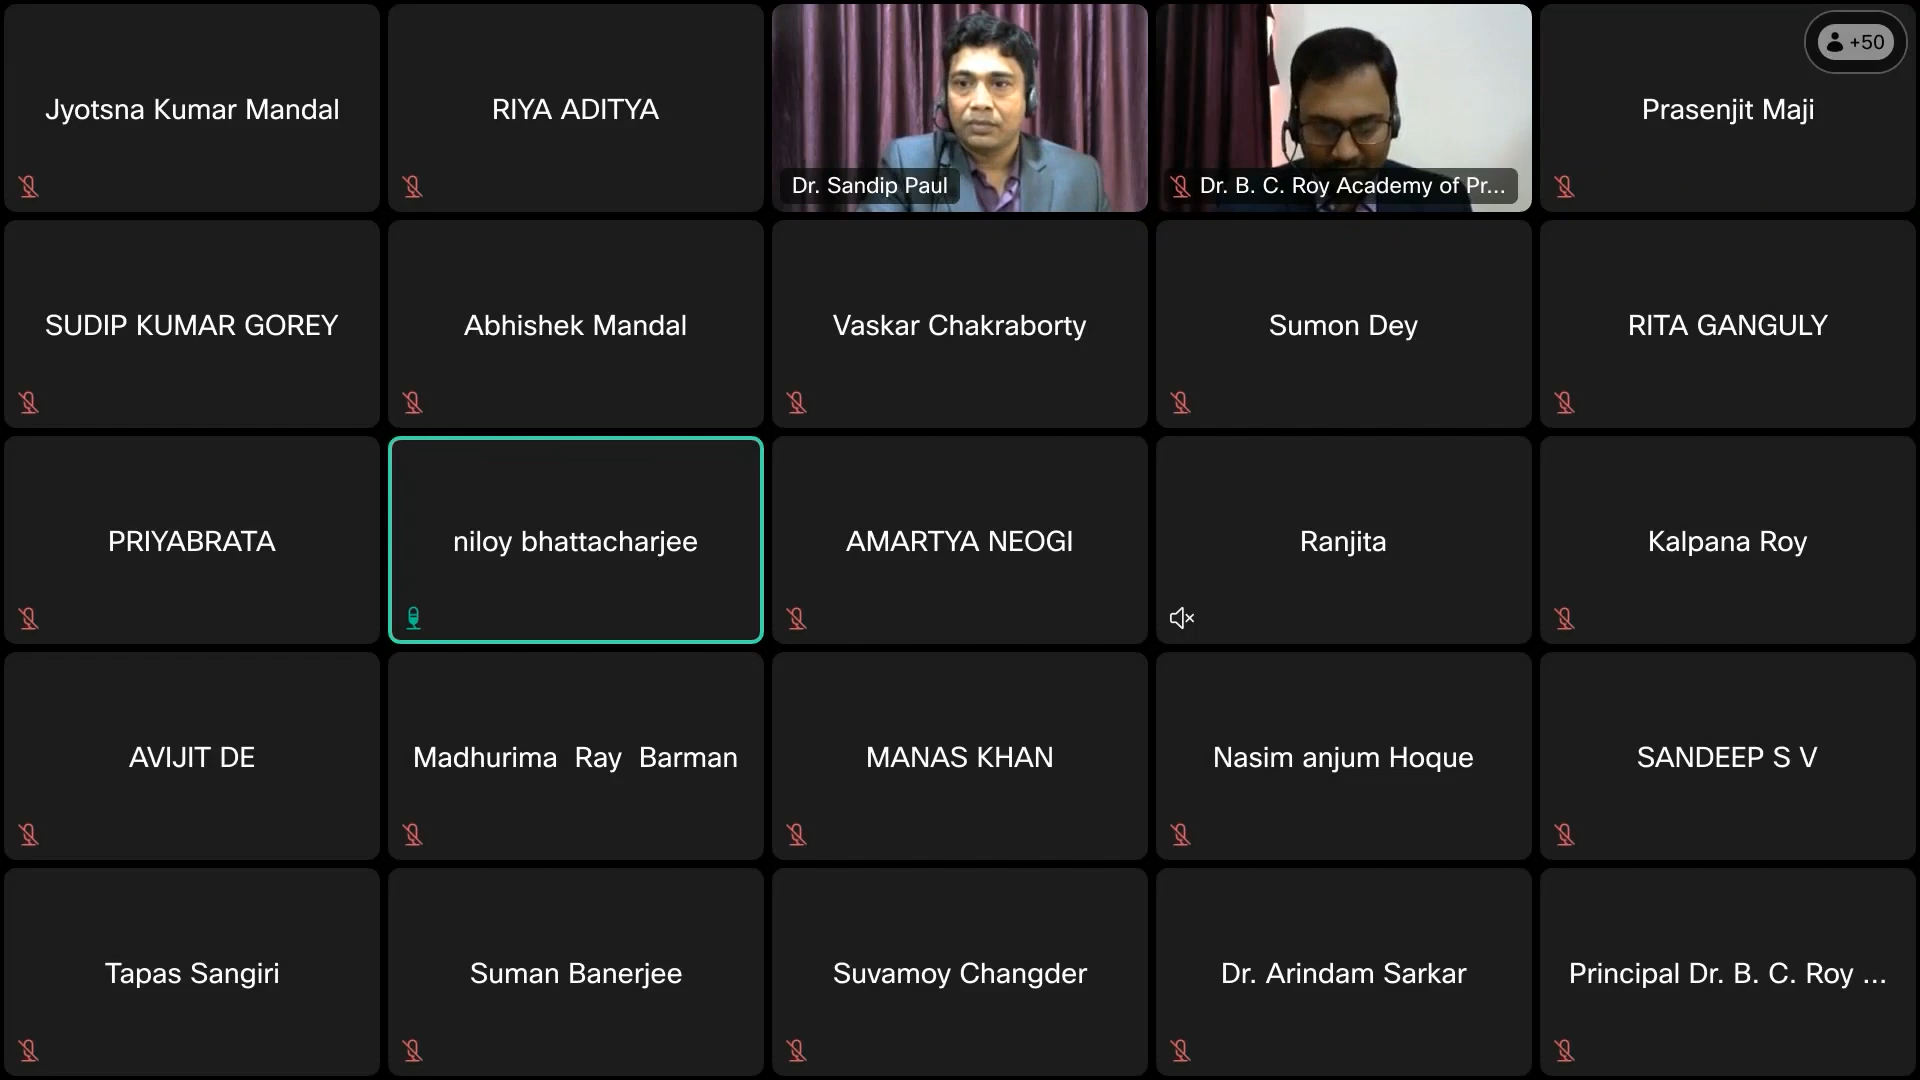 Jyotsna Kumar Mandal
RIYA ADITYA
Dr. Sandip Paul
Dr. B. C. Roy Academy of Pr...
Prasenjit Maji
+50
SUDIP KUMAR GOREY
Abhishek Mandal
Vaskar Chakraborty
Sumon Dey
RITA GANGULY
PRIYABRATA
niloy bhattacharjee
AMARTYA NEOGI
Ranjita
Kalpana Roy
AVIJIT DE
Madhurima Ray Barman
MANAS KHAN
Nasim anjum Hoque
SANDEEP S V
Tapas Sangiri
Suman Banerjee
Suvamoy Changder
Dr. Arindam Sarkar
Principal Dr. B. C. Roy ...